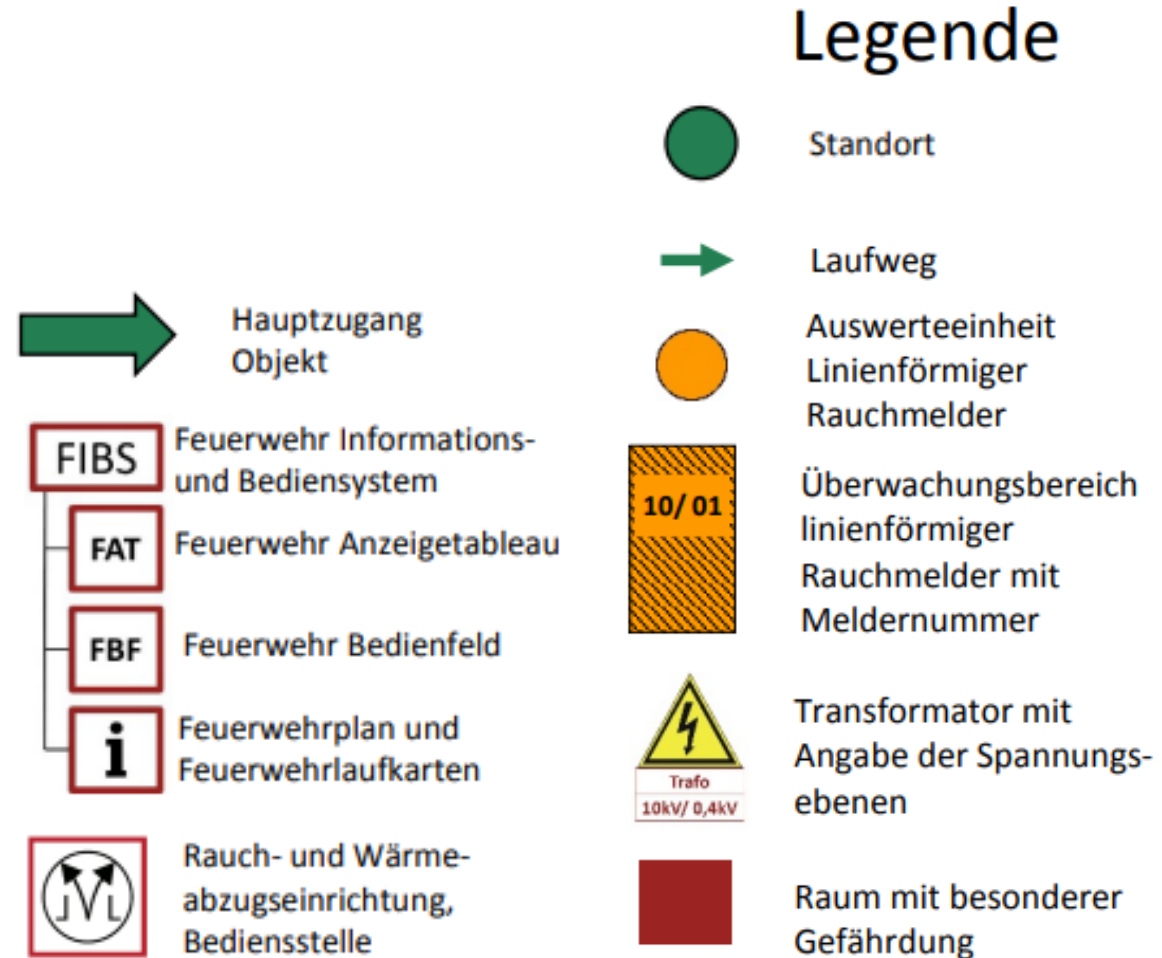 Legende
Standort
Laufweg
Auswerteeinheit
Linienförmiger
Rauchmelder
10/ 01
Überwachungsbereich
linienförmiger
Rauchmelder mit
Meldernummer
Trafo
10kV/ 0,4kV
Transformator mit
Angabe der Spannungs-
ebenen
Raum mit besonderer
Gefährdung
Hauptzugang
Objekt
FIBS
Feuerwehr Informations-
und Bediensystem
FAT
Feuerwehr Anzeigetableau
FBF
Feuerwehr Bedienfeld
i
Feuerwehrplan und
Feuerwehrlaufkarten
Rauch- und Wärme-
abzugseinrichtung,
Bediensstelle